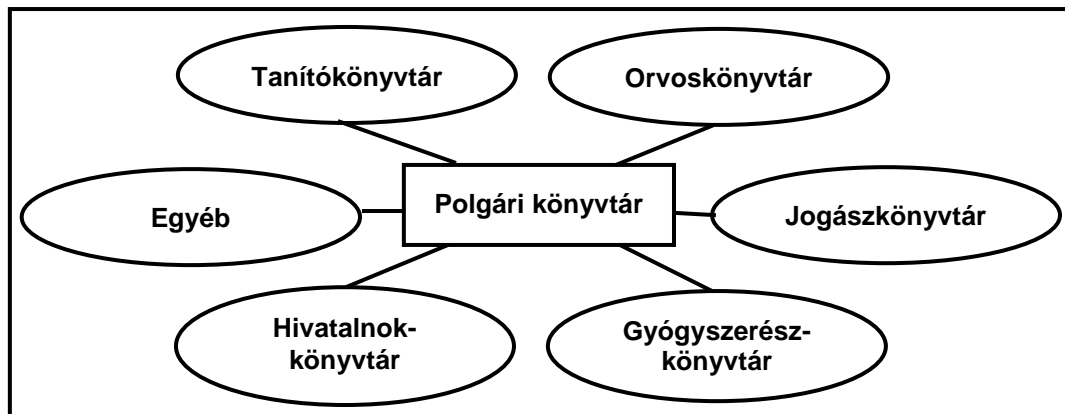 Tanítókönyvtár
Orvoskönyvtár
Polgári könyvtár
Egyéb
Jogászkönyvtár
Hivatalnok-
könyvtár
Gyógyszerész-
könyvtár